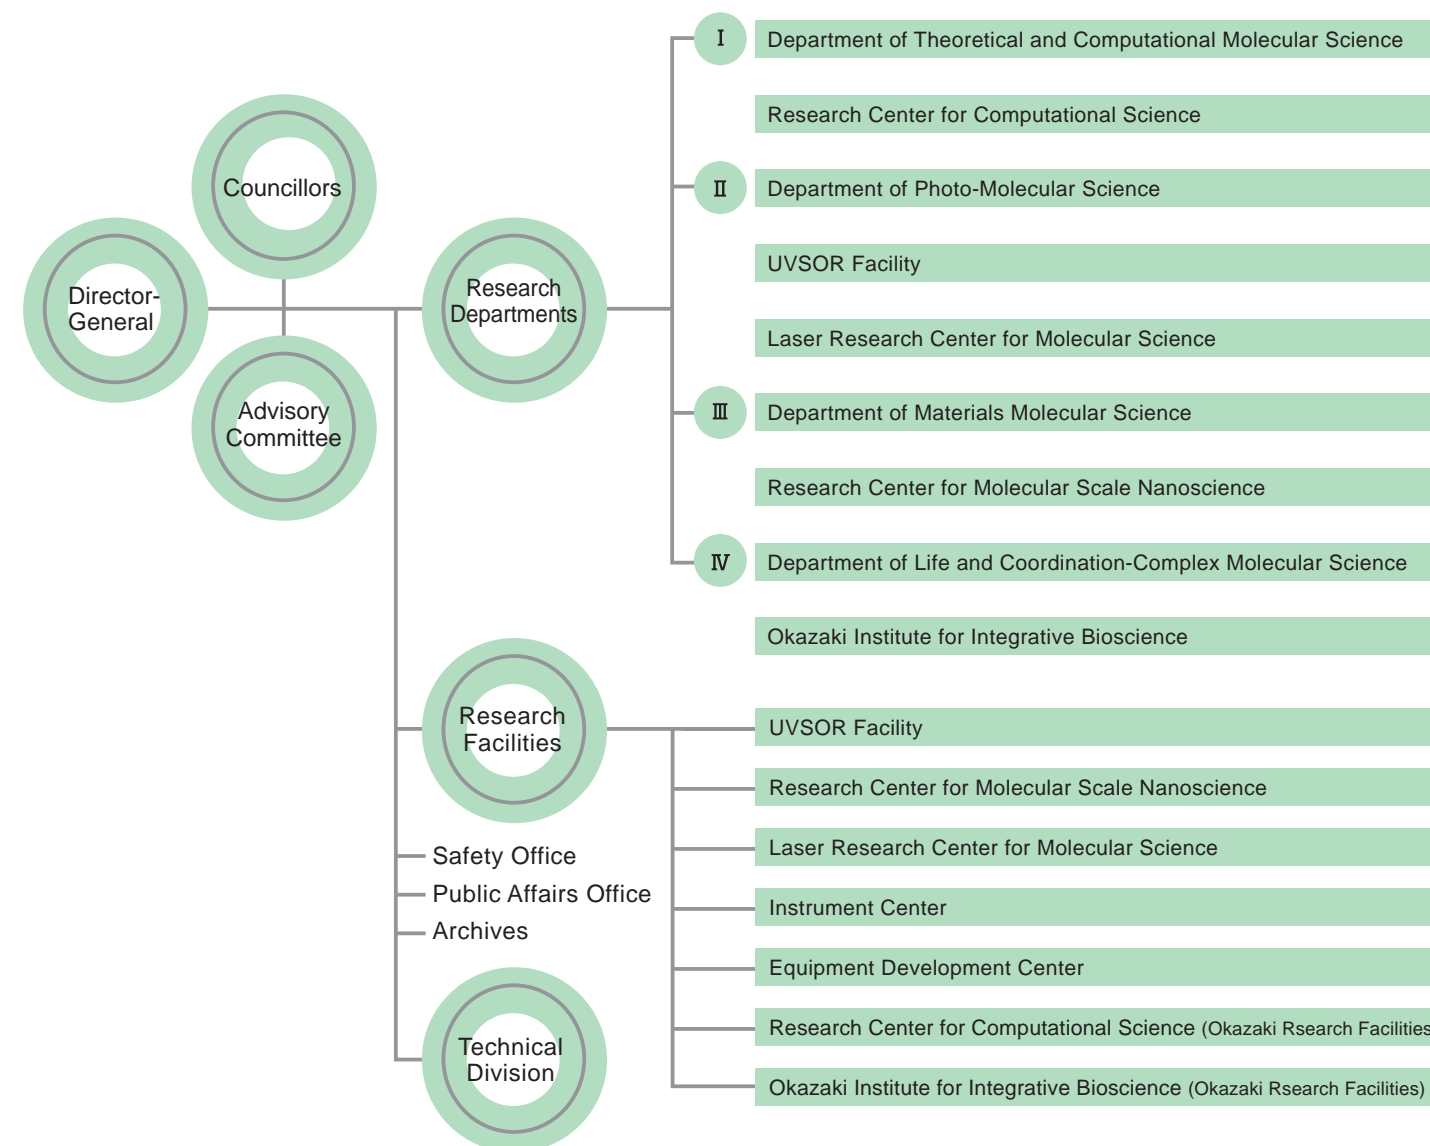 Director-
General
Councillors
Advisory
Committee
Research
Departments
I
Department of Theoretical and Computational Molecular Science
Research Center for Computational Science
II
Department of Photo-Molecular Science
UVSOR Facility
Laser Research Center for Molecular Science
III
Department of Materials Molecular Science
Research Center for Molecular Scale Nanoscience
IV
Department of Life and Coordination-Complex Molecular Science
Okazaki Institute for Integrative Bioscience
Research
Facilities
UVSOR Facility
Research Center for Molecular Scale Nanoscience
Laser Research Center for Molecular Science
Instrument Center
Equipment Development Center
Research Center for Computational Science (Okazaki Rsearch Facilities
Okazaki Institute for Integrative Bioscience (Okazaki Rsearch Facilities)
Safety Office
Public Affairs Office
Archives
Technical
Division